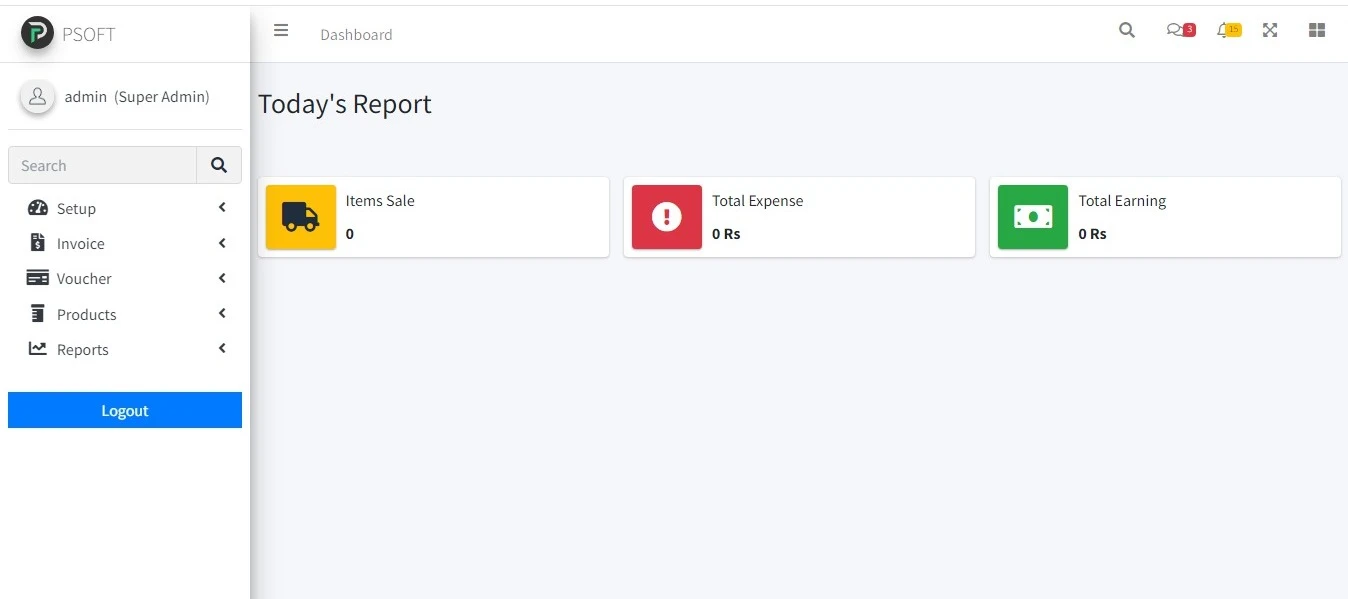 PSOFT
Dashboard
3
15
admin (Super Admin)
Search
Setup
Invoice
Voucher
Products
Reports
Logout
Today's Report
Items Sale
0
Total Expense
0 Rs
Total Earning
0 Rs